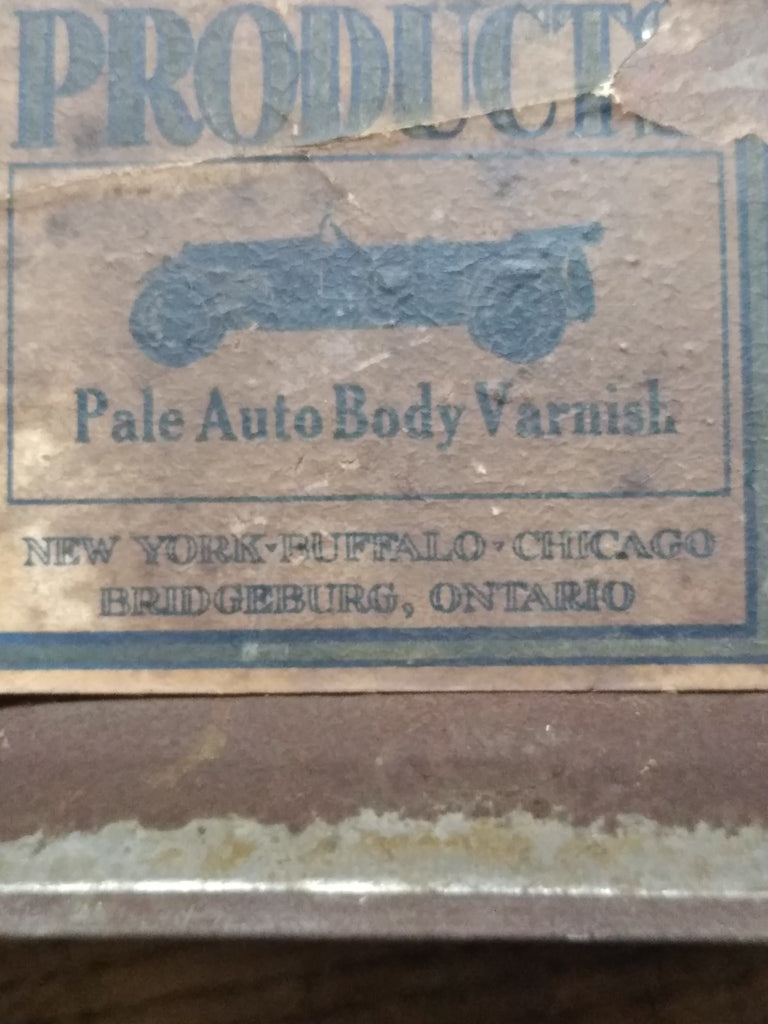 PRODUCTS
Pale Auto Body Varnish
NEW YORK-BUFFALO-CHICAGO
BRIDGEBURG, ONTARIO